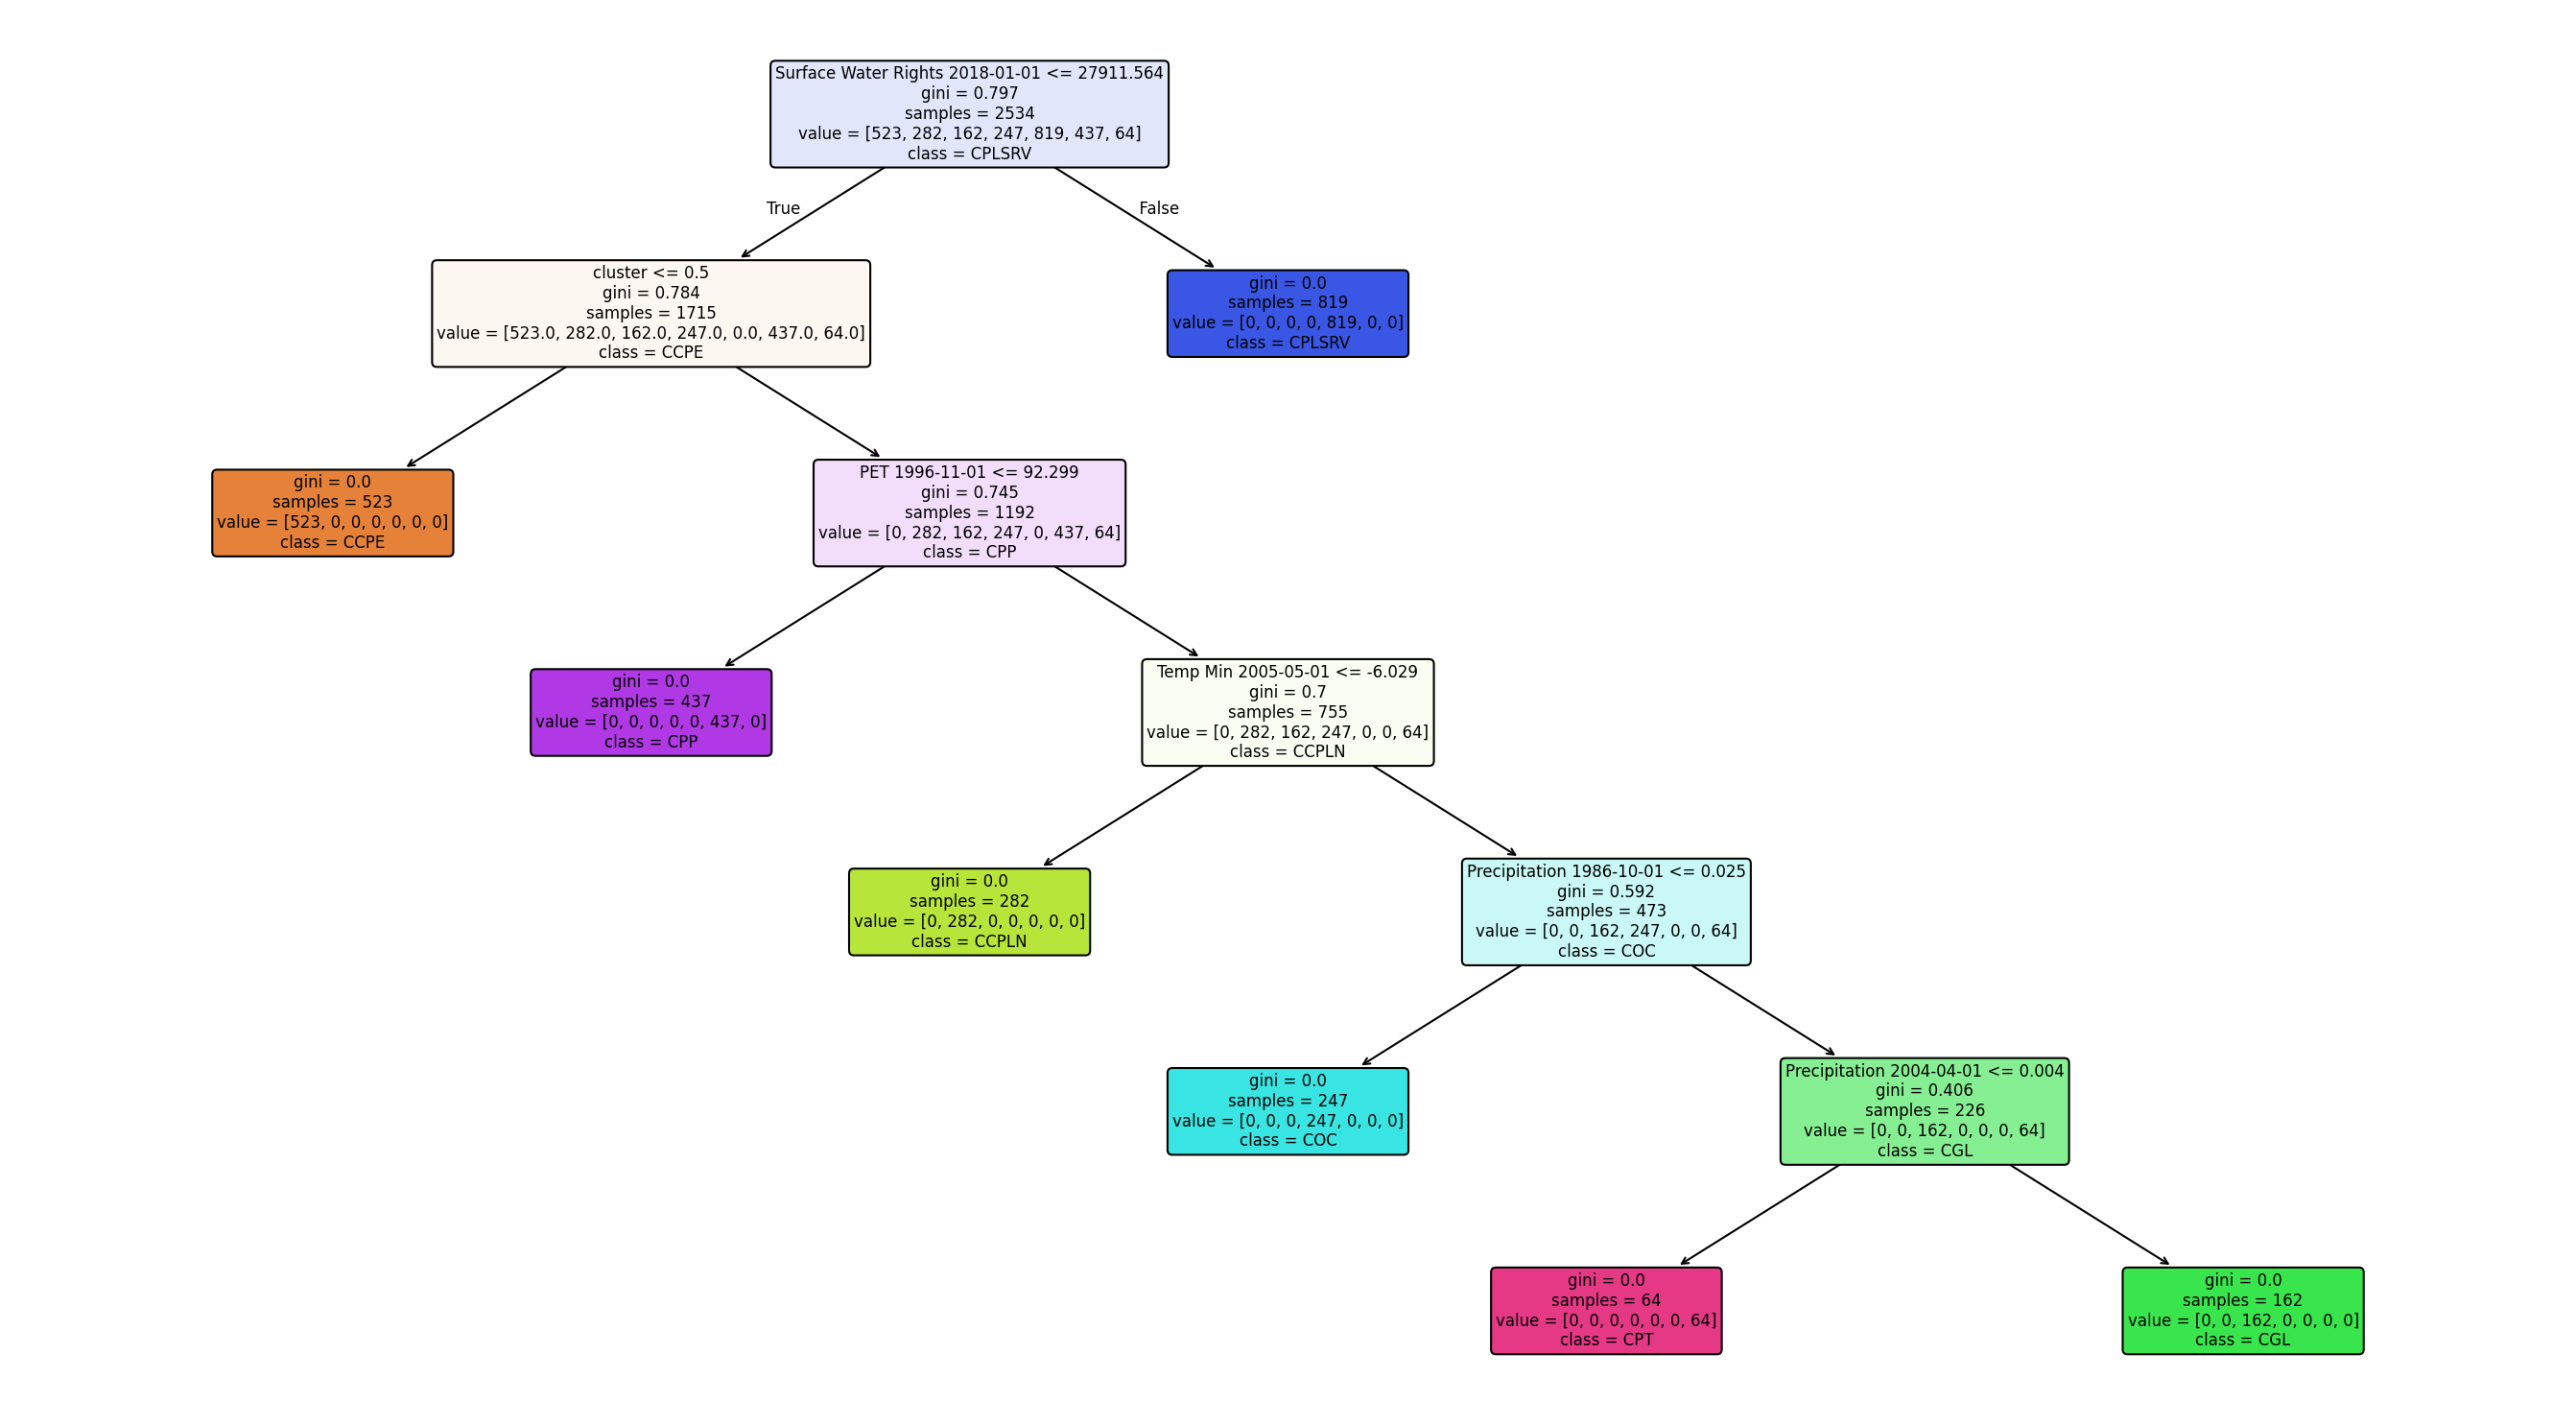 Surface Water Rights 2018-01-01 <= 27911.564
gini = 0.797
samples = 2534
value = [523, 282, 162, 247, 819, 437, 64]
class = CPLSRV
True
False
cluster <= 0.5
gini = 0.784
samples = 1715
value = [523.0, 282.0, 162.0, 247.0, 0.0, 437.0, 64.0]
class = CCPE
gini = 0.0
samples = 819
value = [0, 0, 0, 0, 819, 0, 0]
class = CPLSRV
gini = 0.0
samples = 523
value = [523, 0, 0, 0, 0, 0, 0]
class = CCPE
PET 1996-11-01 <= 92.299
gini = 0.745
samples = 1192
value = [0, 282, 162, 247, 0, 437, 64]
class = CPP
gini = 0.0
samples = 437
value = [0, 0, 0, 0, 0, 437, 0]
class = CPP
Temp Min 2005-05-01 <= -6.029
gini = 0.7
samples = 755
value = [0, 282, 162, 247, 0, 0, 64]
class = CCPLN
gini = 0.0
samples = 282
value = [0, 282, 0, 0, 0, 0, 0]
class = CCPLN
Precipitation 1986-10-01 <= 0.025
gini = 0.592
samples = 473
value = [0, 0, 162, 247, 0, 0, 64]
class = COC
gini = 0.0
samples = 247
value = [0, 0, 0, 247, 0, 0, 0]
class = COC
Precipitation 2004-04-01 <= 0.004
gini = 0.406
samples = 226
value = [0, 0, 162, 0, 0, 0, 64]
class = CGL
gini = 0.0
samples = 64
value = [0, 0, 0, 0, 0, 0, 64]
class = CPT
gini = 0.0
samples = 162
value = [0, 0, 162, 0, 0, 0, 0]
class = CGL